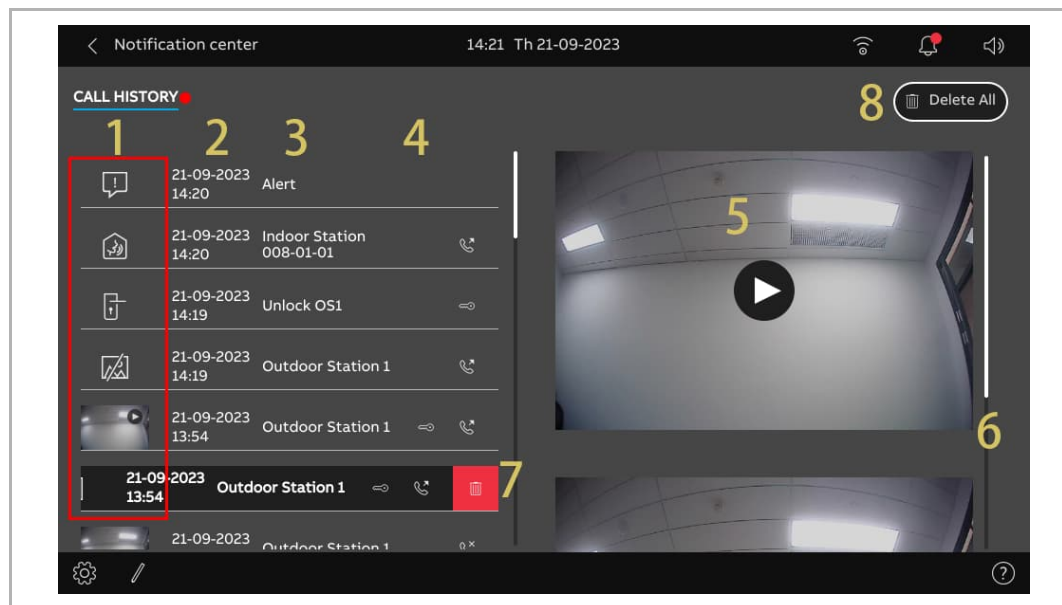 Notification center
14:21 Th 21-09-2023
CALL HISTORY
8
Delete All
1
2
3
4
21-09-2023
14:20
Alert
21-09-2023
14:20
Indoor Station
008-01-01
21-09-2023
14:19
Unlock OS1
21-09-2023
14:19
Outdoor Station 1
21-09-2023
13:54
Outdoor Station 1
21-09-2023
13:54
Outdoor Station 1
7
21-09-2023
Outdoor Station 1
5
6
?